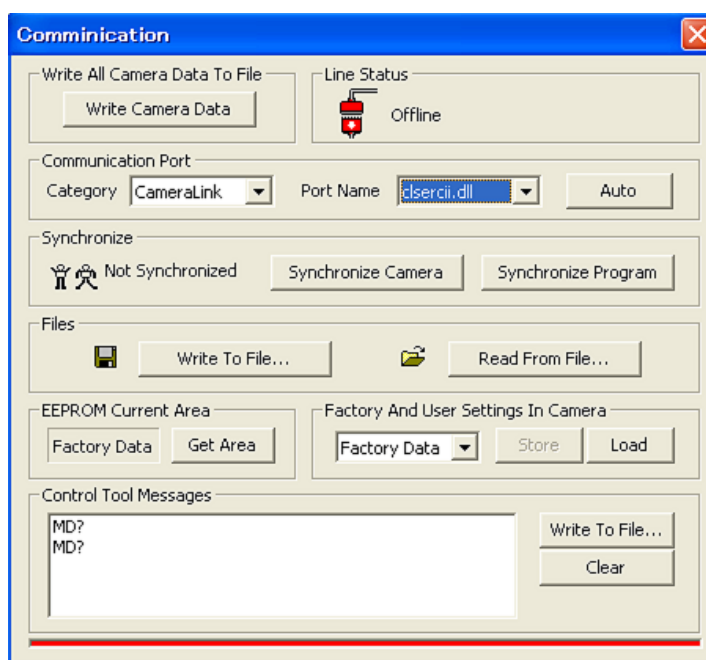 Comminication
Write All Camera Data To File
Write Camera Data
Line Status
Offline
Communication Port
Category CameraLink Port Name clsercii.dll Auto
Synchronize
Not Synchronized Synchronize Camera Synchronize Program
Files
Write To File... Read From File...
EEPROM Current Area
Factory Data Get Area
Factory And User Settings In Camera
Factory Data Store Load
Control Tool Messages
MD?
MD?
Write To File...
Clear